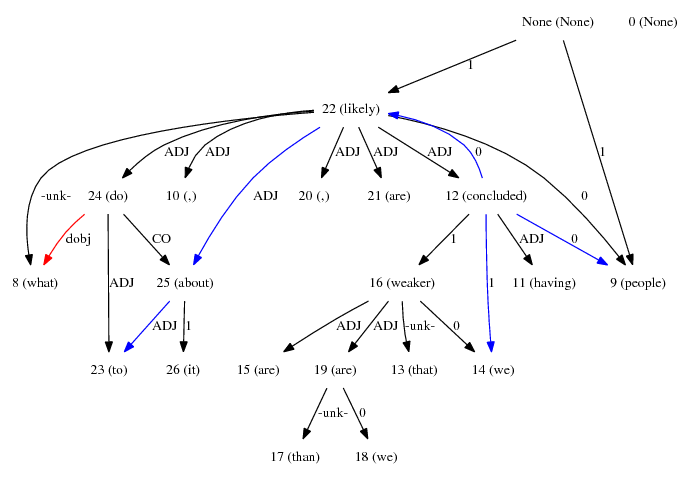 None (None) 0 (None)
1
22 (likely)
ADJ ADJ ADJ ADJ ADJ 0 1
-unk- 24 (do) 10 (,) ADJ 20 (,) 21 (are) 12 (concluded) 0
dobj CO 1 ADJ 0
8 (what) ADJ 25 (about) 16 (weaker) 1 11 (having) 9 (people)
ADJ 1 ADJ ADJ -unk- 0
23 (to) 26 (it) 15 (are) 19 (are) 13 (that) 14 (we)
-unk- 0
17 (than) 18 (we)